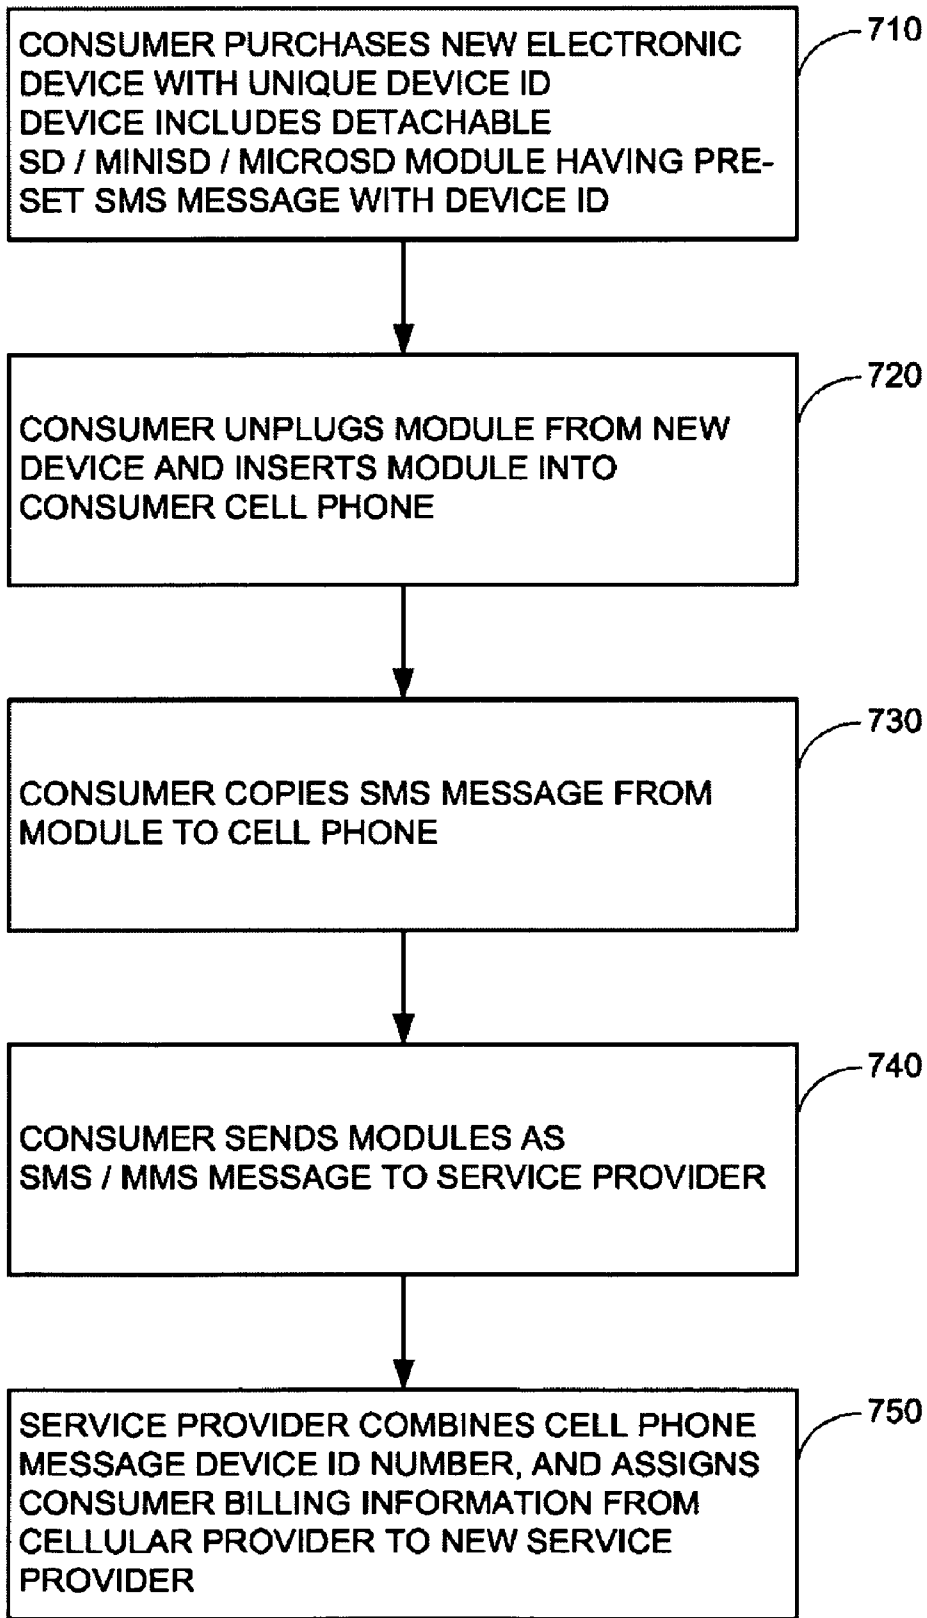 CONSUMER PURCHASES NEW ELECTRONIC
DEVICE WITH UNIQUE DEVICE ID
DEVICE INCLUDES DETACHABLE
SD / MINISD / MICROSD MODULE HAVING PRE-
SET SMS MESSAGE WITH DEVICE ID
710
CONSUMER UNPLUGS MODULE FROM NEW
DEVICE AND INSERTS MODULE INTO
CONSUMER CELL PHONE
720
CONSUMER COPIES SMS MESSAGE FROM
MODULE TO CELL PHONE
730
CONSUMER SENDS MODULES AS
SMS / MMS MESSAGE TO SERVICE PROVIDER
740
SERVICE PROVIDER COMBINES CELL PHONE
MESSAGE DEVICE ID NUMBER, AND ASSIGNS
CONSUMER BILLING INFORMATION FROM
CELLULAR PROVIDER TO NEW SERVICE
PROVIDER
750